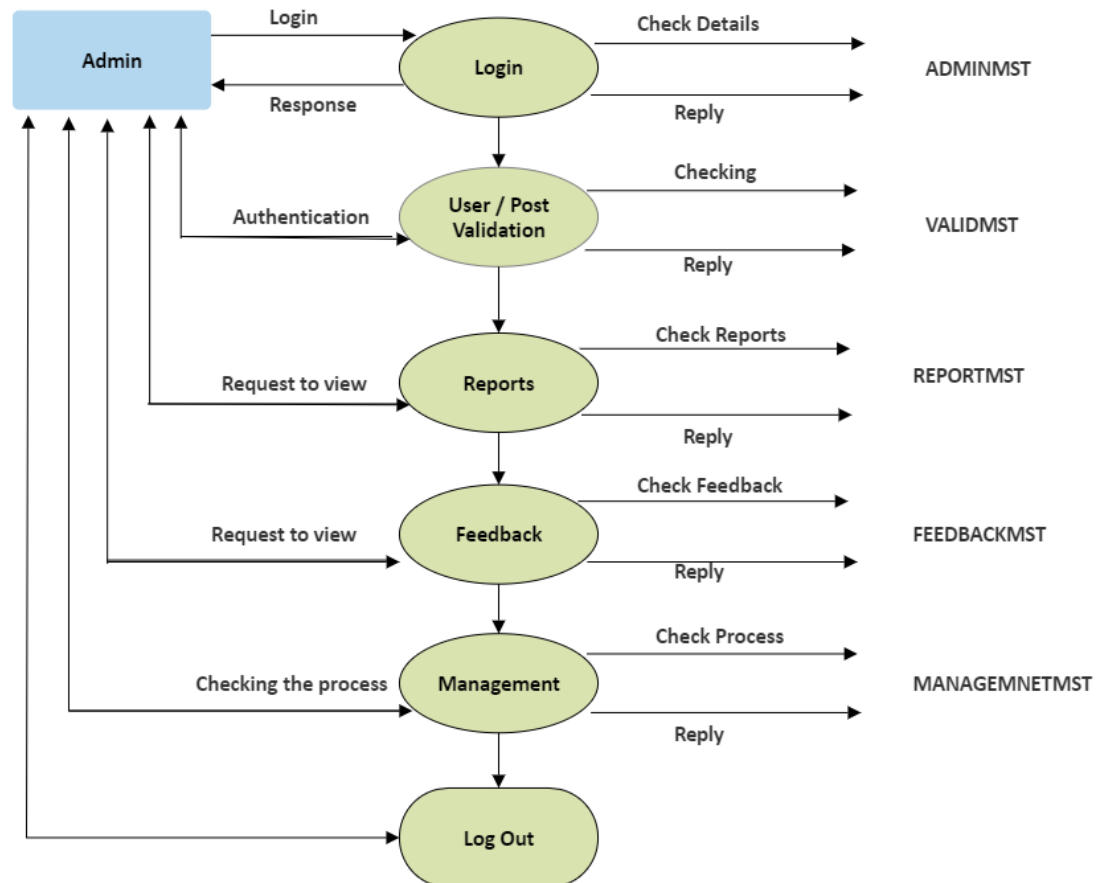 Login
Check Details
Admin
Login
ADMINMST
Response
Reply
Checking
User / Post
Validation
Authentication
VALIDMST
Reply
Check Reports
Request to view
Reports
REPORTMST
Reply
Check Feedback
Request to view
Feedback
FEEDBACKMST
Reply
Check Process
Checking the process
Management
MANAGEMNETMST
Reply
Log Out